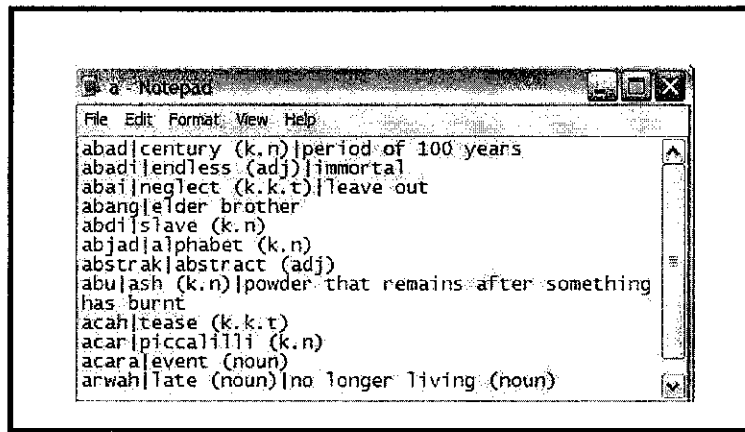 a - Notepad
File Edit Format View Help
abad|century (k.n)|period of 100 years
abadi|endless (adj)|immortal
abai|neglect (k.k.t)|leave out
abang|elder brother
abdi|slave (k.n)
abjad|alphabet (k.n)
abstrak|abstract (adj)
abu|ash (k.n)|powder that remains after something
has burnt
acah|tease (k.k.t)
acar|piccalilli (k.n)
acara|event (noun)
arwah|late (noun)|no longer living (noun)